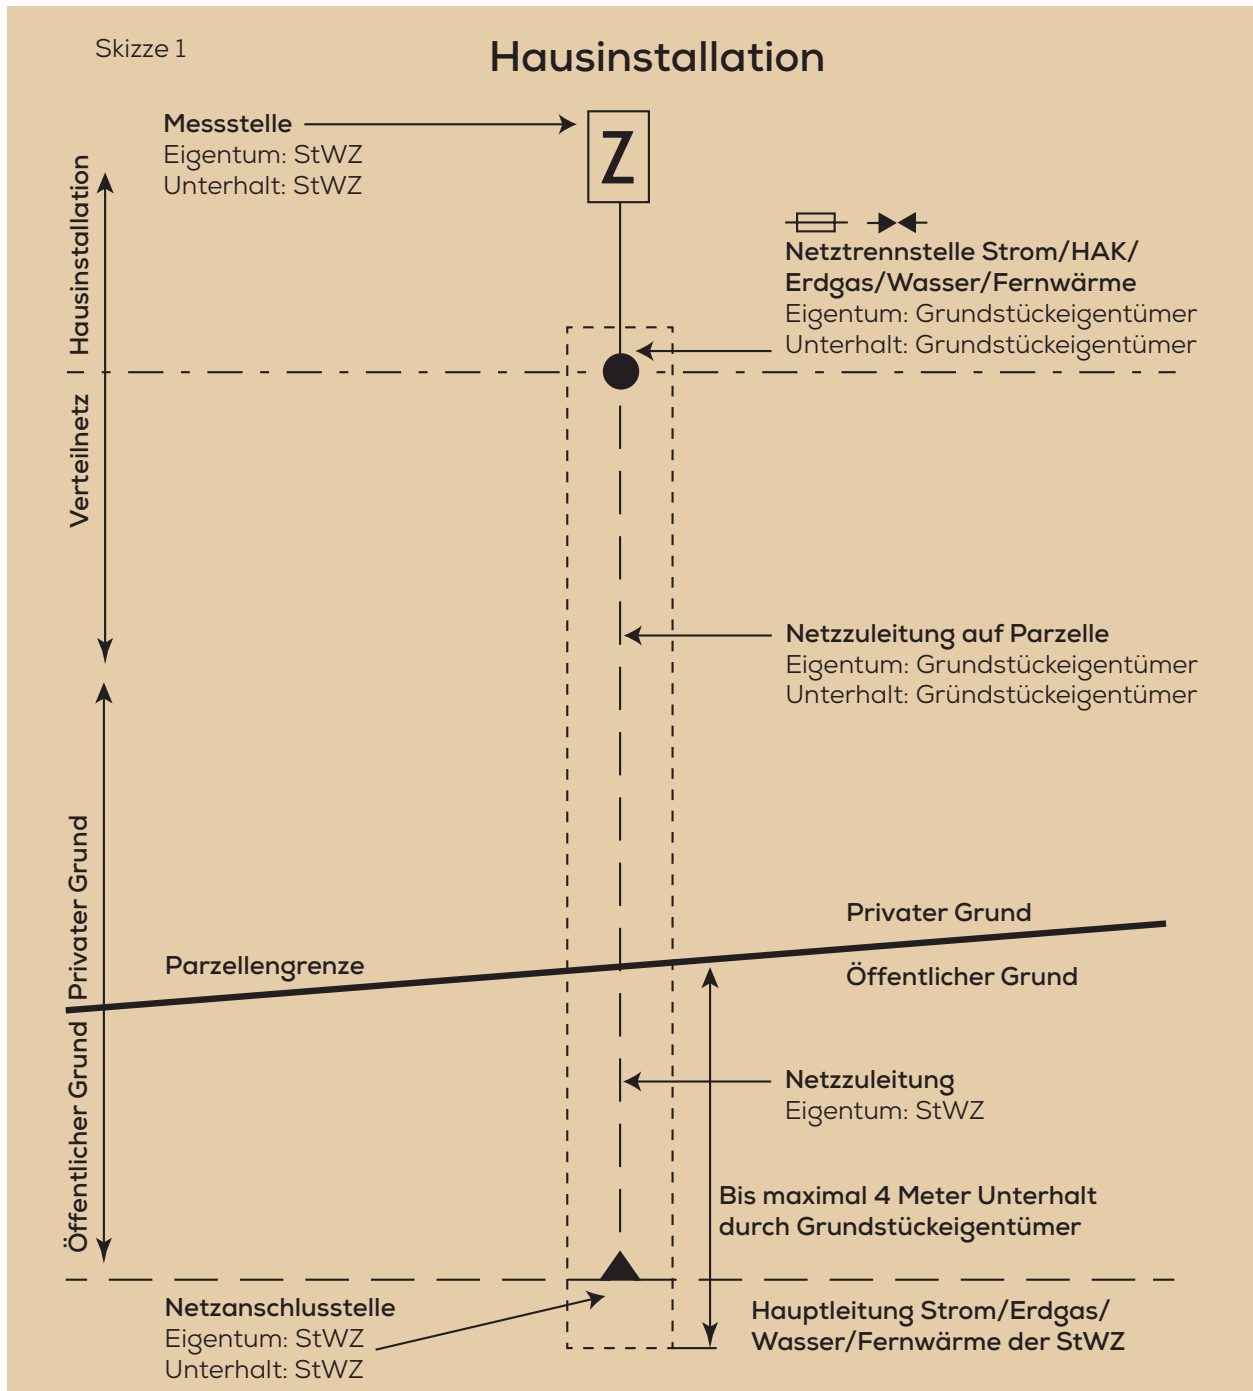 Skizze 1
Hausinstallation
Messstelle
Eigentum: StWZ
Unterhalt: StWZ
Z
Hausinstallation
Verteilnetz
Netztrennstelle Strom/HAK/
Erdgas/Wasser/Fernwärme
Eigentum: Grundstückeigentümer
Unterhalt: Grundstückeigentümer
Netzzuleitung auf Parzelle
Eigentum: Grundstückeigentümer
Unterhalt: Gründstückeigentümer
Privater Grund
Öffentlicher Grund
Parzellengrenze
Privater Grund
Öffentlicher Grund
Netzzuleitung
Eigentum: StWZ
Bis maximal 4 Meter Unterhalt
durch Grundstückeigentümer
Netzanschlusstelle
Eigentum: StWZ
Unterhalt: StWZ
Hauptleitung Strom/Erdgas/
Wasser/Fernwärme der StWZ